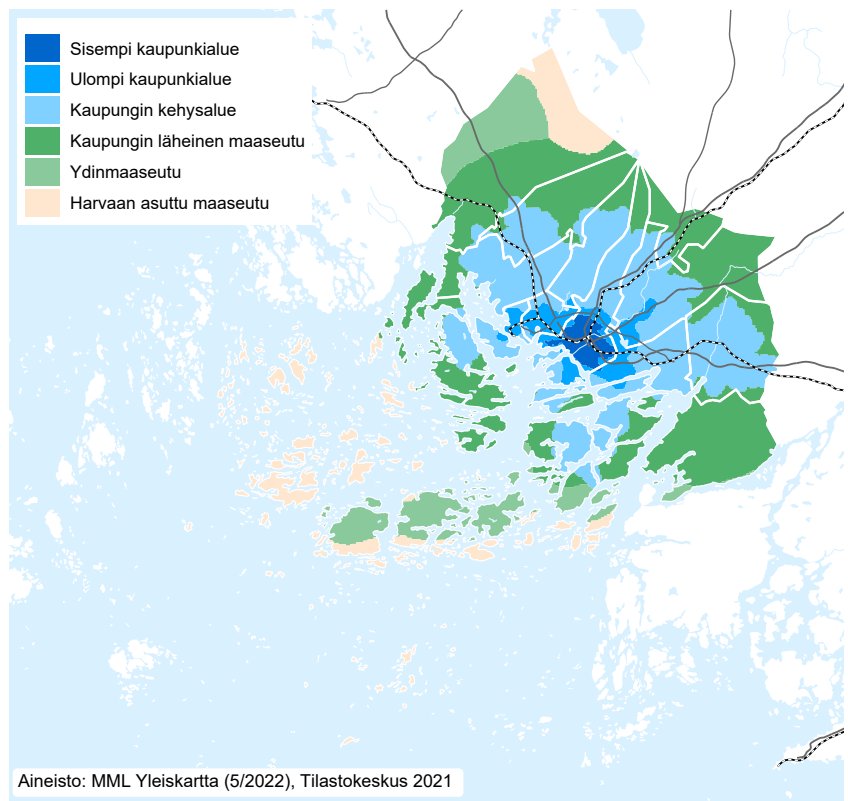 Sisempi kaupunkialue
Ulompi kaupunkialue
Kaupungin kehysalue
Kaupungin läheinen maaseutu
Ydinmaaseutu
Harvaan asuttu maaseutu
Aineisto: MML Yleiskartta (5/2022), Tilastokeskus 2021